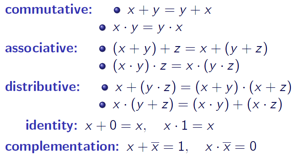 commutative: • x + y = y + x
• x · y = y · x
associative: • (x + y) + z = x + (y + z)
• (x · y) · z = x · (y · z)
distributive: • x + (y · z) = (x + y) · (x + z)
• x · (y + z) = (x · y) + (x · z)
identity: x + 0 = x, x · 1 = x
complementation: x + x̅ = 1, x · x̅ = 0